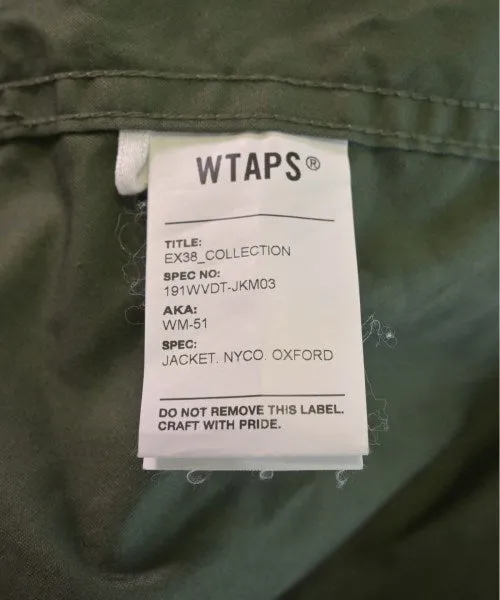 WTAPS®
TITLE:
EX38_COLLECTION
SPEC NO:
191WVDT-JKM03
AKA:
WM-51
SPEC:
JACKET. NYCO. OXFORD
DO NOT REMOVE THIS LABEL.
CRAFT WITH PRIDE.